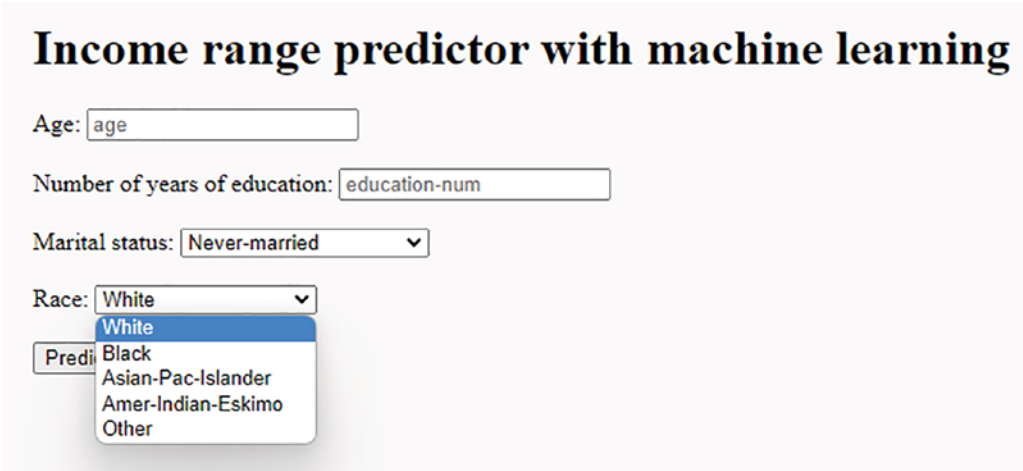 Income range predictor with machine learning
Age: age
Number of years of education: education-num
Marital status: Never-married
Race: White
White
Black
Asian-Pac-Islander
Amer-Indian-Eskimo
Other